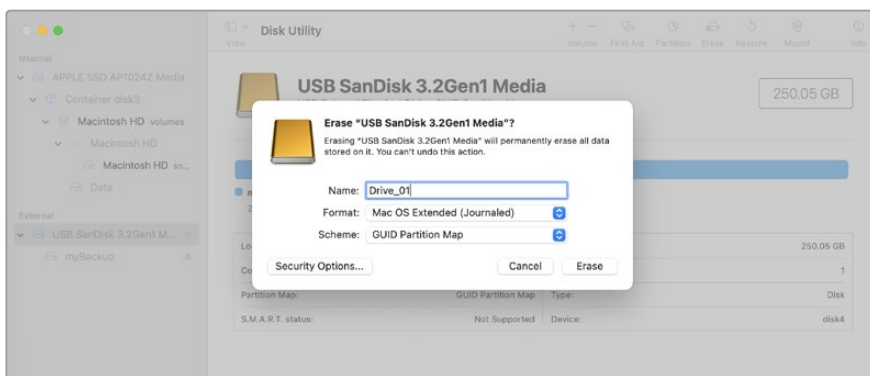 Disk Utility
View
Volume First Aid Partition Erase Restore Mount Info
Internal
APPLE SSD AP1024Z Media
Container disk3
Macintosh HD volumes
Macintosh HD
Macintosh HD sn...
Data
External
USB SanDisk 3.2Gen1 M...
myBackup
USB SanDisk 3.2Gen1 Media
250.05 GB
Erase “USB SanDisk 3.2Gen1 Media”?
Erasing “USB SanDisk 3.2Gen1 Media” will permanently erase all data
stored on it. You can't undo this action.
Name: Drive_01
Format: Mac OS Extended (Journaled)
Scheme: GUID Partition Map
Security Options... Cancel Erase
250.05 GB
1
Partition Map: GUID Partition Map Type: Disk
S.M.A.R.T. status: Not Supported Device: disk4